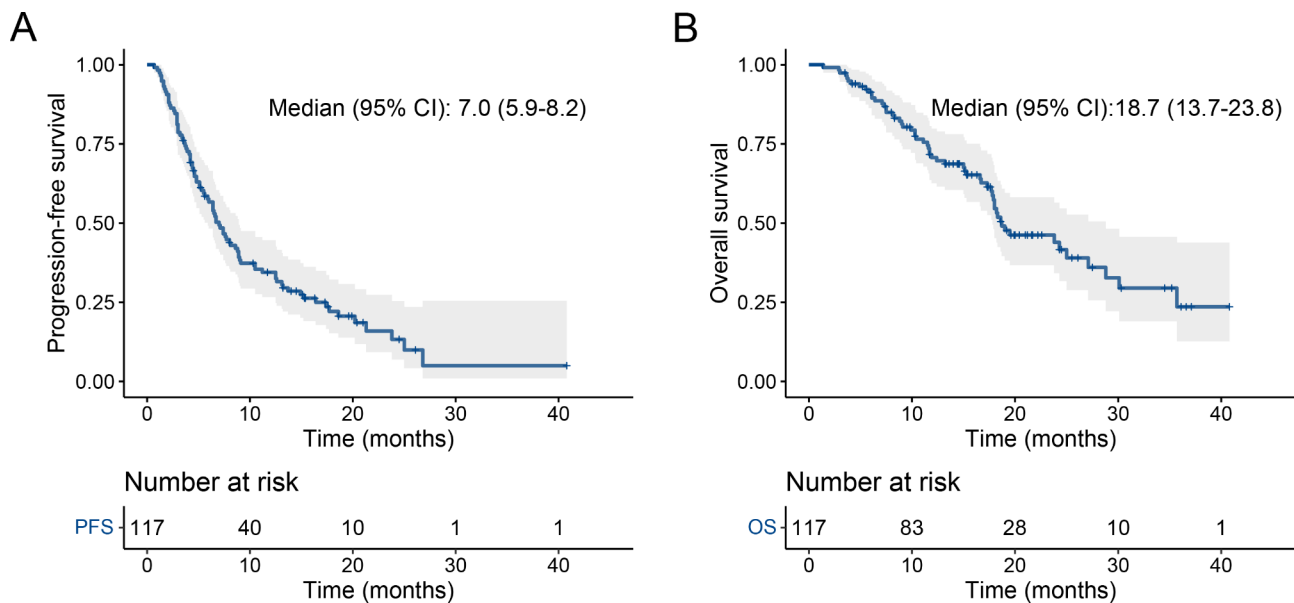 A
Progression-free survival
1.00
0.75
0.50
0.25
0.00
Median (95% CI): 7.0 (5.9-8.2)
0 10 20 30 40
Time (months)
Number at risk
PFS 117 40 10 1 1
0 10 20 30 40
Time (months)
B
Overall survival
1.00
0.75
0.50
0.25
0.00
Median (95% CI):18.7 (13.7-23.8)
0 10 20 30 40
Time (months)
Number at risk
OS 117 83 28 10 1
0 10 20 30 40
Time (months)